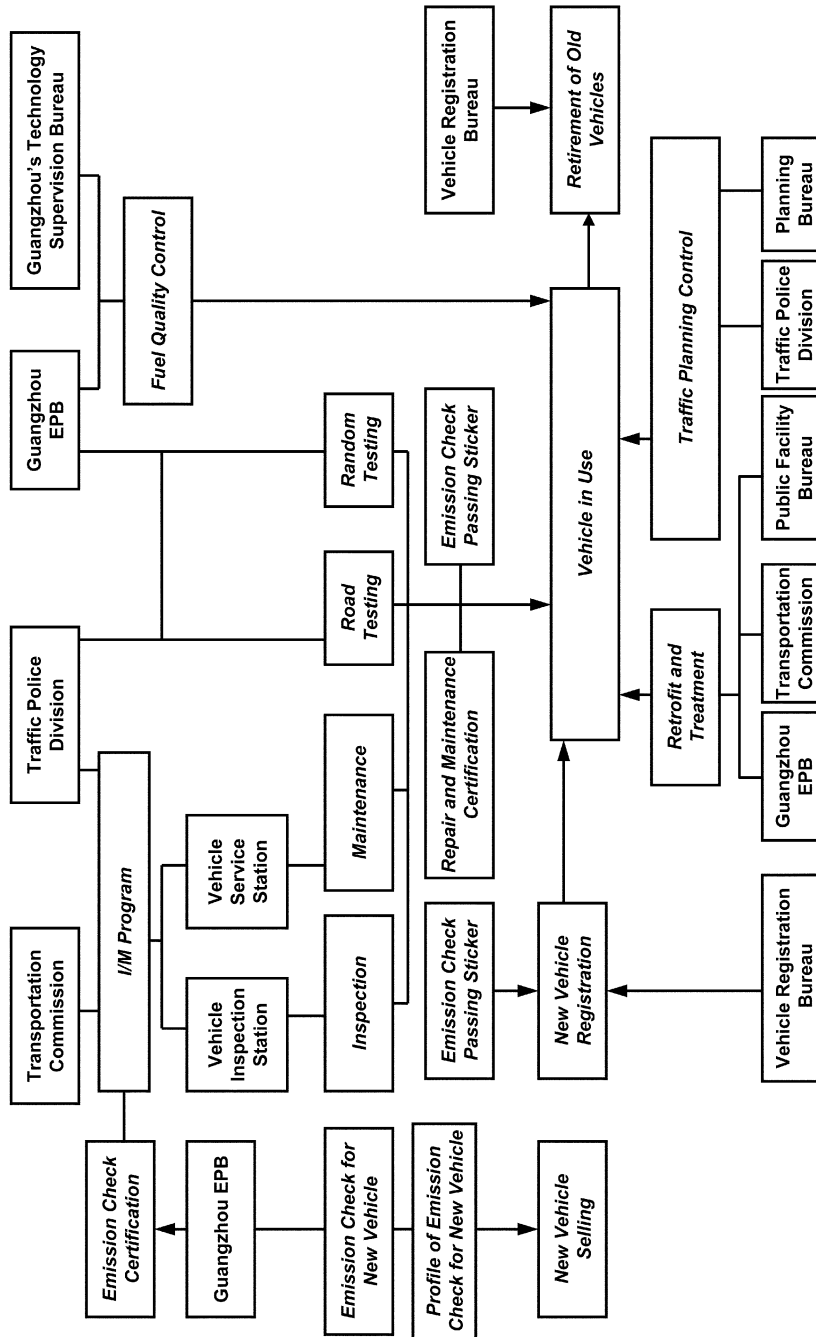 Emission Check
Certification
Transportation
Commission
Traffic Police
Division
Guangzhou
EPB
Guangzhou's Technology
Supervision Bureau
I/M Program
Fuel Quality Control
Guangzhou EPB
Vehicle
Inspection
Station
Vehicle
Service
Station
Emission Check for
New Vehicle
Inspection
Maintenance
Road
Testing
Random
Testing
Profile of Emission
Check for New Vehicle
Emission Check
Passing Sticker
Repair and Maintenance
Certification
Emission Check
Passing Sticker
Vehicle Registration
Bureau
New Vehicle
Selling
New Vehicle
Registration
Vehicle in Use
Retirement of Old
Vehicles
Retrofit and
Treatment
Traffic Planning Control
Vehicle Registration
Bureau
Guangzhou
EPB
Transportation
Commission
Public Facility
Bureau
Traffic Police
Division
Planning
Bureau